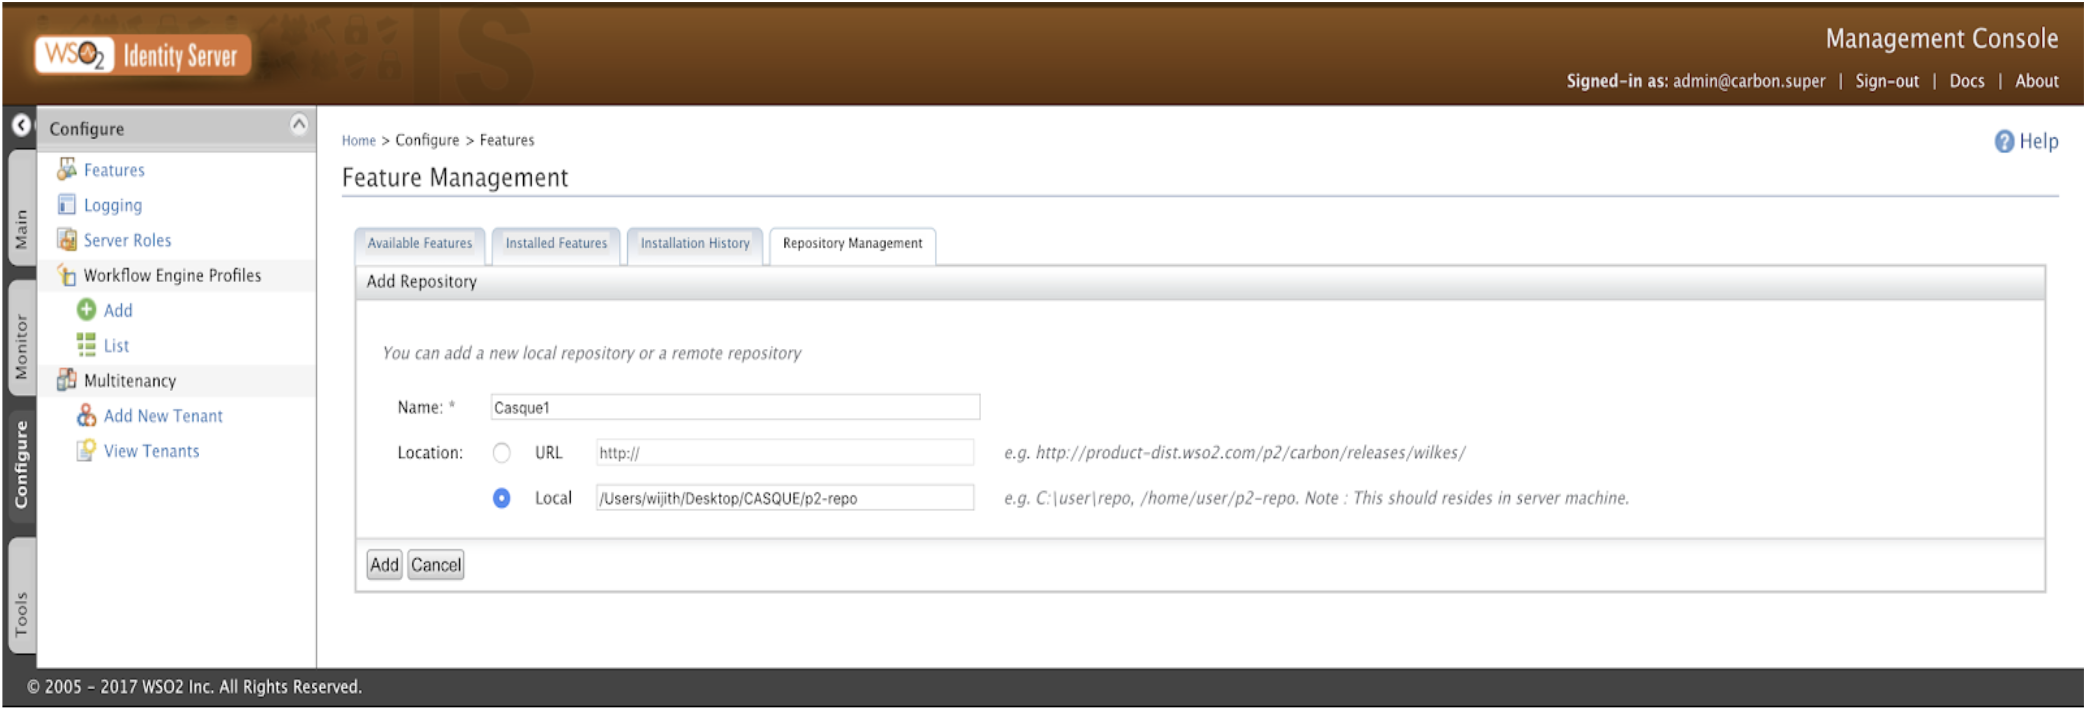 WSO2 Identity Server
Management Console
Signed-in as: admin@carbon.super | Sign-out | Docs | About
Configure
Features
Logging
Server Roles
Workflow Engine Profiles
Add
List
Multitenancy
Add New Tenant
View Tenants
Main
Monitor
Configure
Tools
Home > Configure > Features
Help
Feature Management
Available Features
Installed Features
Installation History
Repository Management
Add Repository
You can add a new local repository or a remote repository
Name: * Casque1
Location: URL http:// e.g. http://product-dist.wso2.com/p2/carbon/releases/wilkes/
Local /Users/wijith/Desktop/CASQUE/p2-repo e.g. C:\user\repo, /home/user/p2-repo. Note : This should resides in server machine.
Add Cancel
© 2005 - 2017 WSO2 Inc. All Rights Reserved.